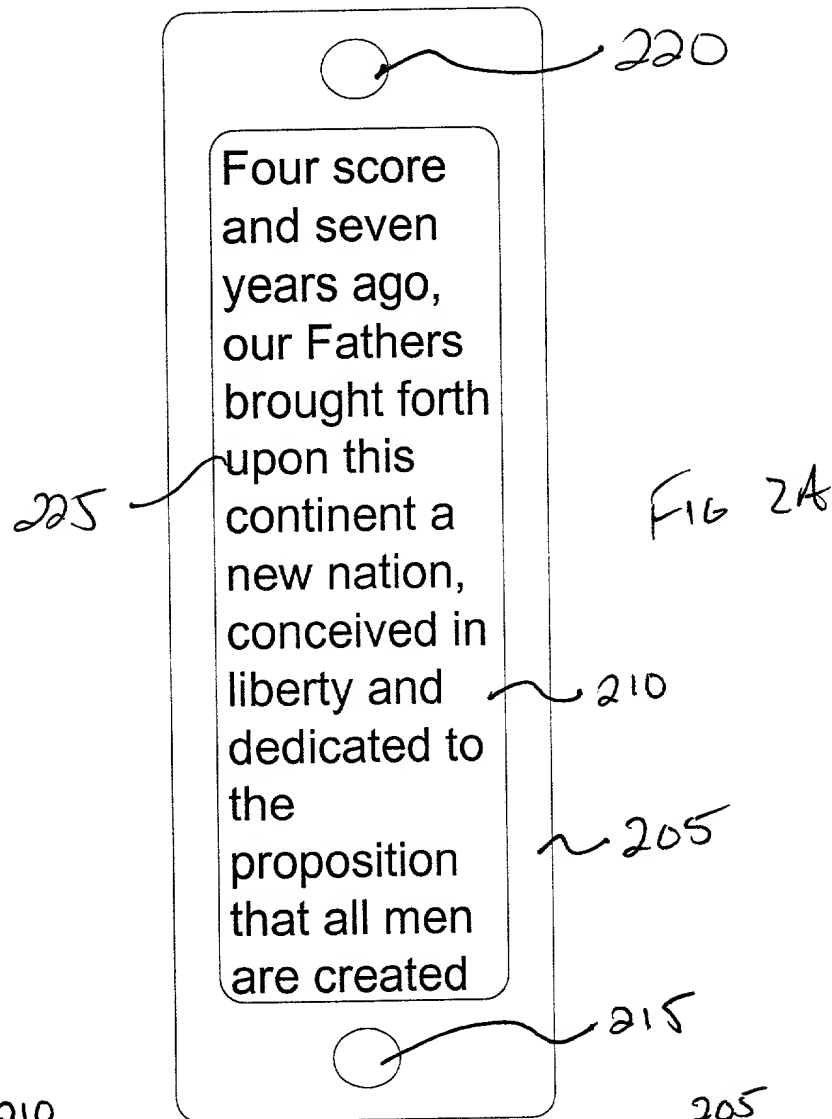 220
Four score
and seven
years ago,
our Fathers
brought forth
upon this
225
continent a
FIG 2A
new nation,
conceived in
liberty and
210
dedicated to
the
205
proposition
that all men
are created
215
210
205